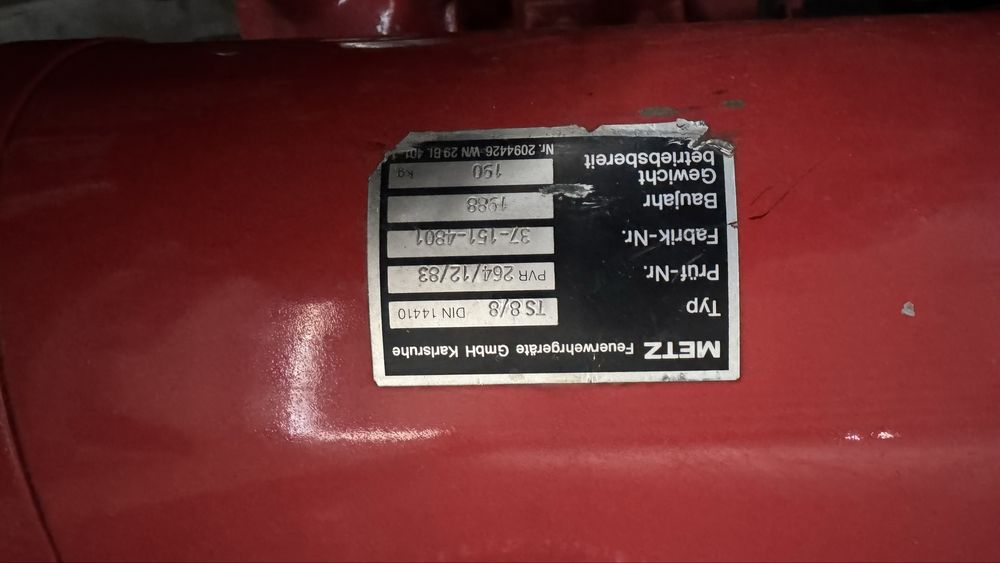 METZ Feuerwehrgeräte GmbH Karlsruhe
Typ TS 8/8 DIN 14410
Prüf-Nr. PVR 264/12/83
Fabrik-Nr. 37-151-4801
Baujahr 1988
Gewicht betriebsbereit 190 kg
Nr. 2094426 WN 29 BL 401